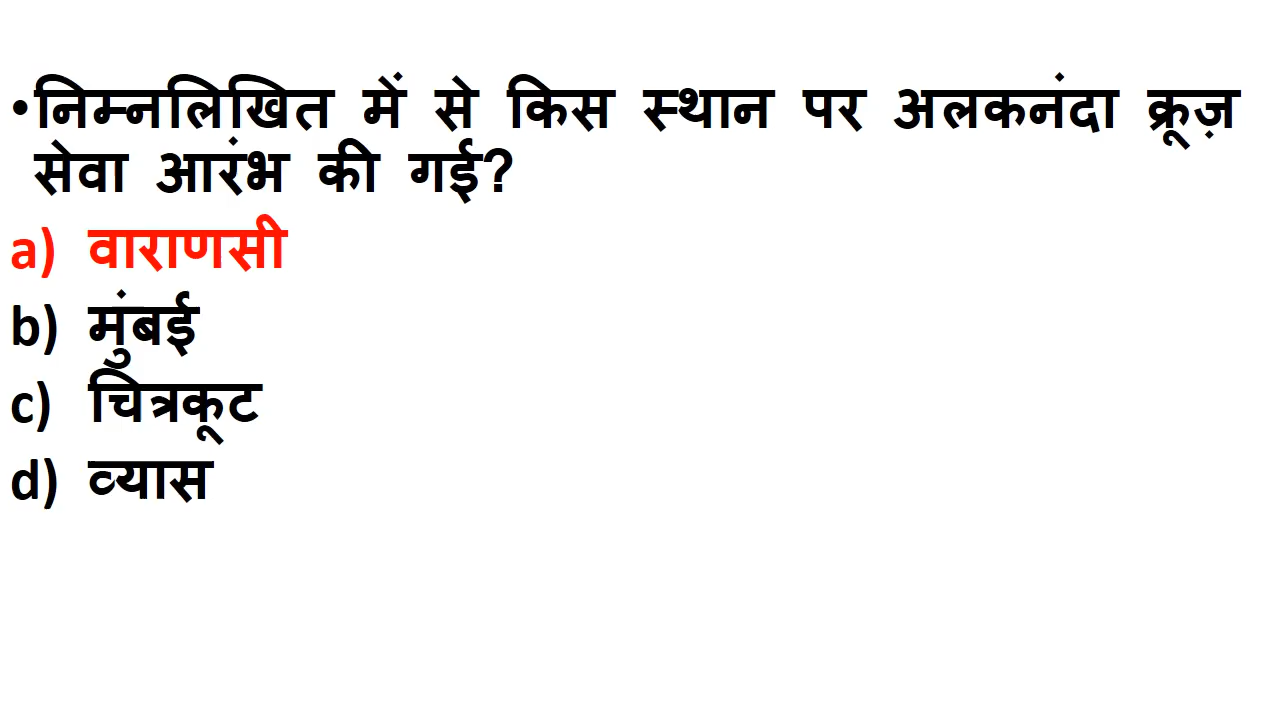 •निम्नलिखित में से किस स्थान पर अलकनंदा क्रूज़
सेवा आरंभ की गई?
a) वाराणसी
b) मुंबई
c) चित्रकूट
d) व्यास